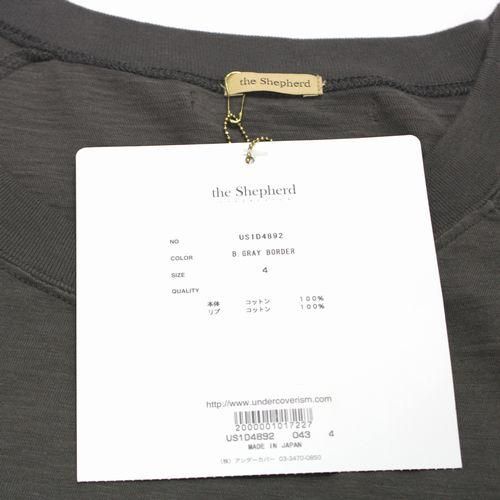 the Shepherd
the Shepherd
NO US1D4892
COLOR B.GRAY BORDER
SIZE 4
QUALITY
本体 コットン 100%
リブ コットン 100%
http://www.undercoverism.com
2000001017227
US1D4892 043 4
MADE IN JAPAN
(株) アンダーカバー 03-3470-0850